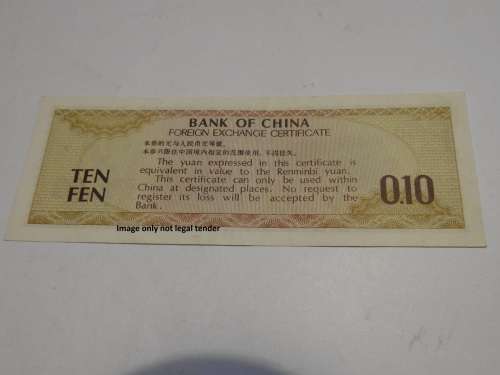 BANK OF CHINA
FOREIGN EXCHANGE CERTIFICATE
本券的元与人民币元等值。
本券只限在中国境内指定的范围使用，不得挂失。
The yuan expressed in this certificate is
equivalent in value to the Renminbi yuan.
This certificate can only be used within
China at designated places. No request to
register its loss will be accepted by the
Bank.
TEN
FEN
0.10
Image only not legal tender